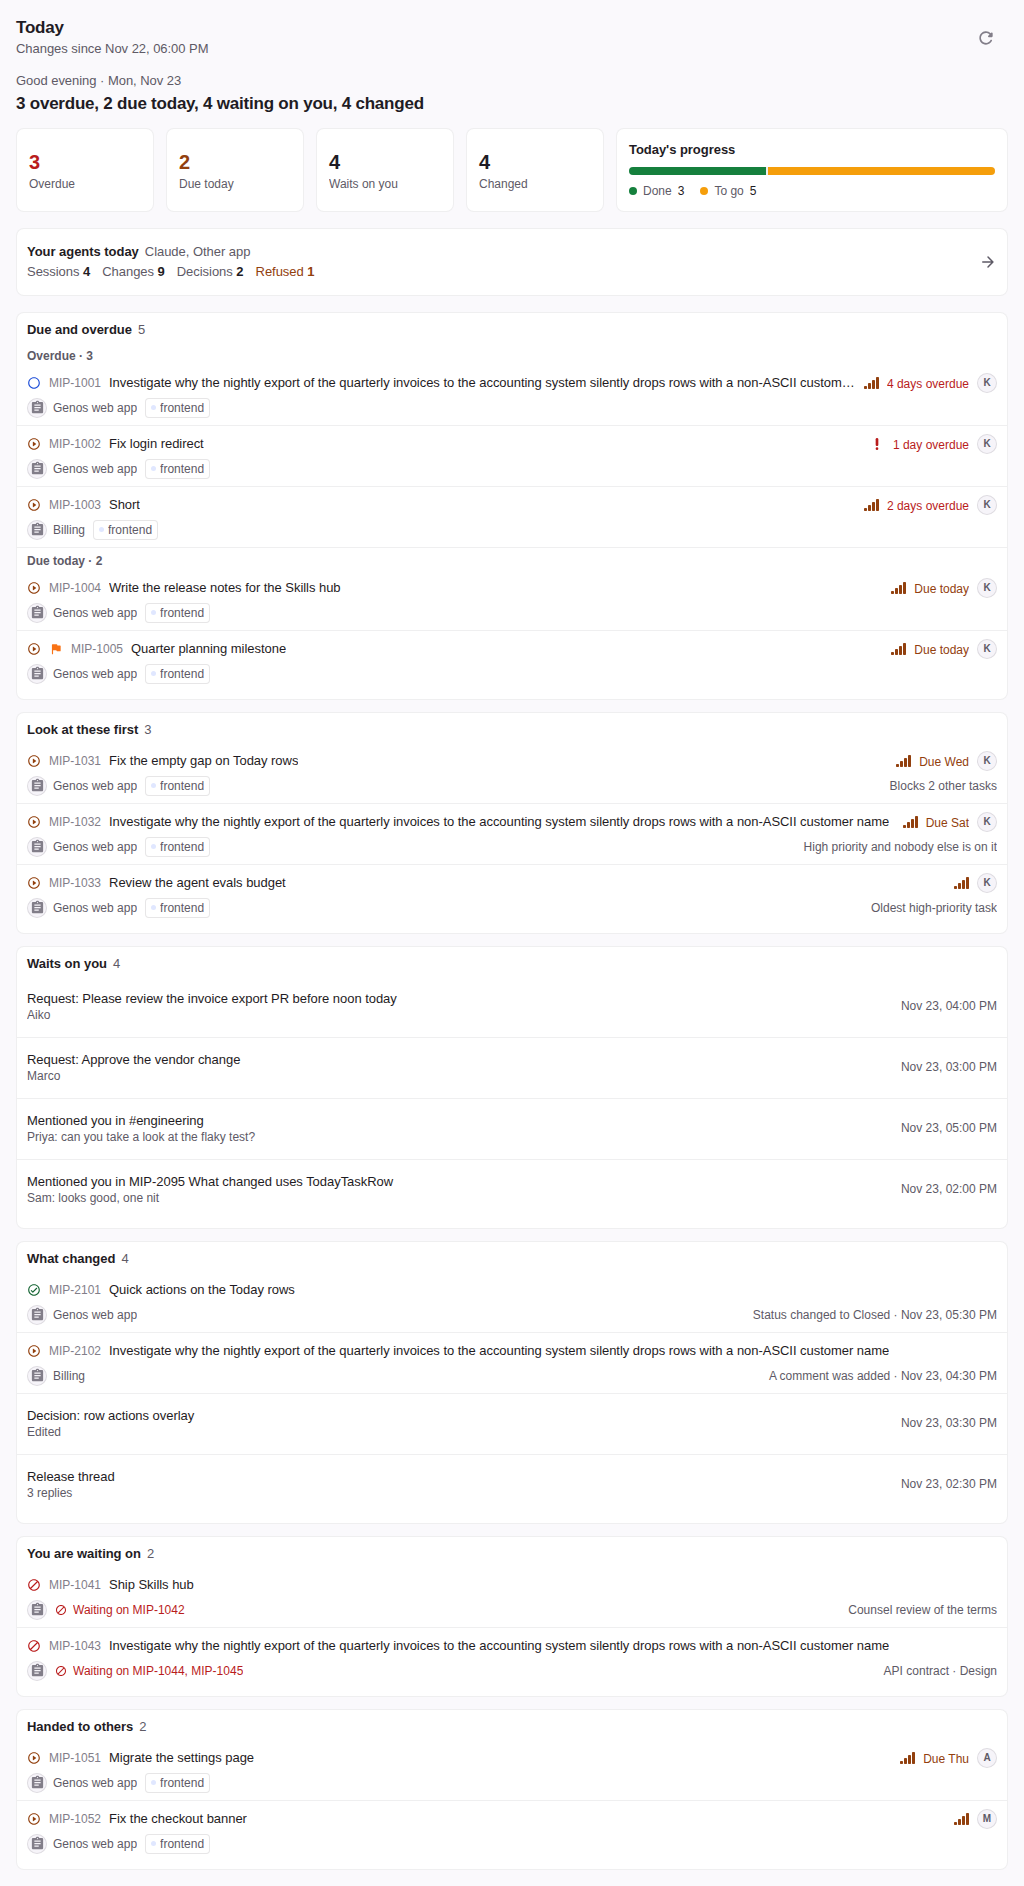 Today
Changes since Nov 22, 06:00 PM
Good evening · Mon, Nov 23
3 overdue, 2 due today, 4 waiting on you, 4 changed
3
Overdue
2
Due today
4
Waits on you
4
Changed
Today's progress
Done 3 To go 5
Your agents today Claude, Other app
Sessions 4 Changes 9 Decisions 2 Refused 1
Due and overdue 5
Overdue · 3
MIP-1001 Investigate why the nightly export of the quarterly invoices to the accounting system silently drops rows with a non-ASCII custom… 4 days overdue K
Genos web app frontend
MIP-1002 Fix login redirect 1 day overdue K
Genos web app frontend
MIP-1003 Short 2 days overdue K
Billing frontend
Due today · 2
MIP-1004 Write the release notes for the Skills hub Due today K
Genos web app frontend
MIP-1005 Quarter planning milestone Due today K
Genos web app frontend
Look at these first 3
MIP-1031 Fix the empty gap on Today rows Due Wed K
Genos web app frontend Blocks 2 other tasks
MIP-1032 Investigate why the nightly export of the quarterly invoices to the accounting system silently drops rows with a non-ASCII customer name Due Sat K
Genos web app frontend High priority and nobody else is on it
MIP-1033 Review the agent evals budget K
Genos web app frontend Oldest high-priority task
Waits on you 4
Request: Please review the invoice export PR before noon today
Aiko
Nov 23, 04:00 PM
Request: Approve the vendor change
Marco
Nov 23, 03:00 PM
Mentioned you in #engineering
Priya: can you take a look at the flaky test?
Nov 23, 05:00 PM
Mentioned you in MIP-2095 What changed uses TodayTaskRow
Sam: looks good, one nit
Nov 23, 02:00 PM
What changed 4
MIP-2101 Quick actions on the Today rows
Genos web app Status changed to Closed · Nov 23, 05:30 PM
MIP-2102 Investigate why the nightly export of the quarterly invoices to the accounting system silently drops rows with a non-ASCII customer name
Billing A comment was added · Nov 23, 04:30 PM
Decision: row actions overlay
Edited
Nov 23, 03:30 PM
Release thread
3 replies
Nov 23, 02:30 PM
You are waiting on 2
MIP-1041 Ship Skills hub
Waiting on MIP-1042 Counsel review of the terms
MIP-1043 Investigate why the nightly export of the quarterly invoices to the accounting system silently drops rows with a non-ASCII customer name
Waiting on MIP-1044, MIP-1045 API contract · Design
Handed to others 2
MIP-1051 Migrate the settings page Due Thu A
Genos web app frontend
MIP-1052 Fix the checkout banner M
Genos web app frontend